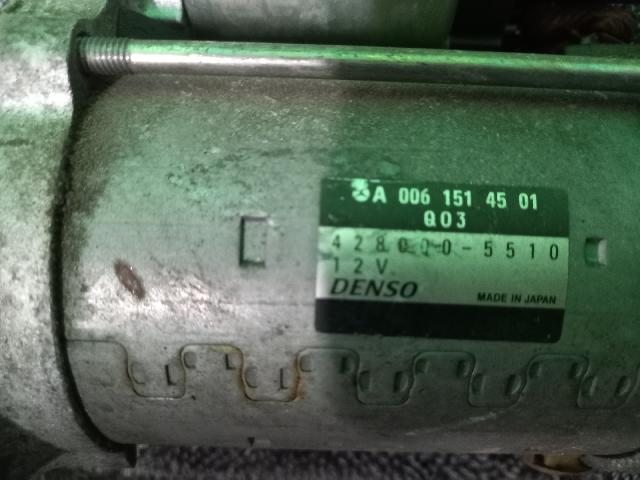 A 006 151 45 01
Q03
428000-5510
12V
DENSO
MADE IN JAPAN